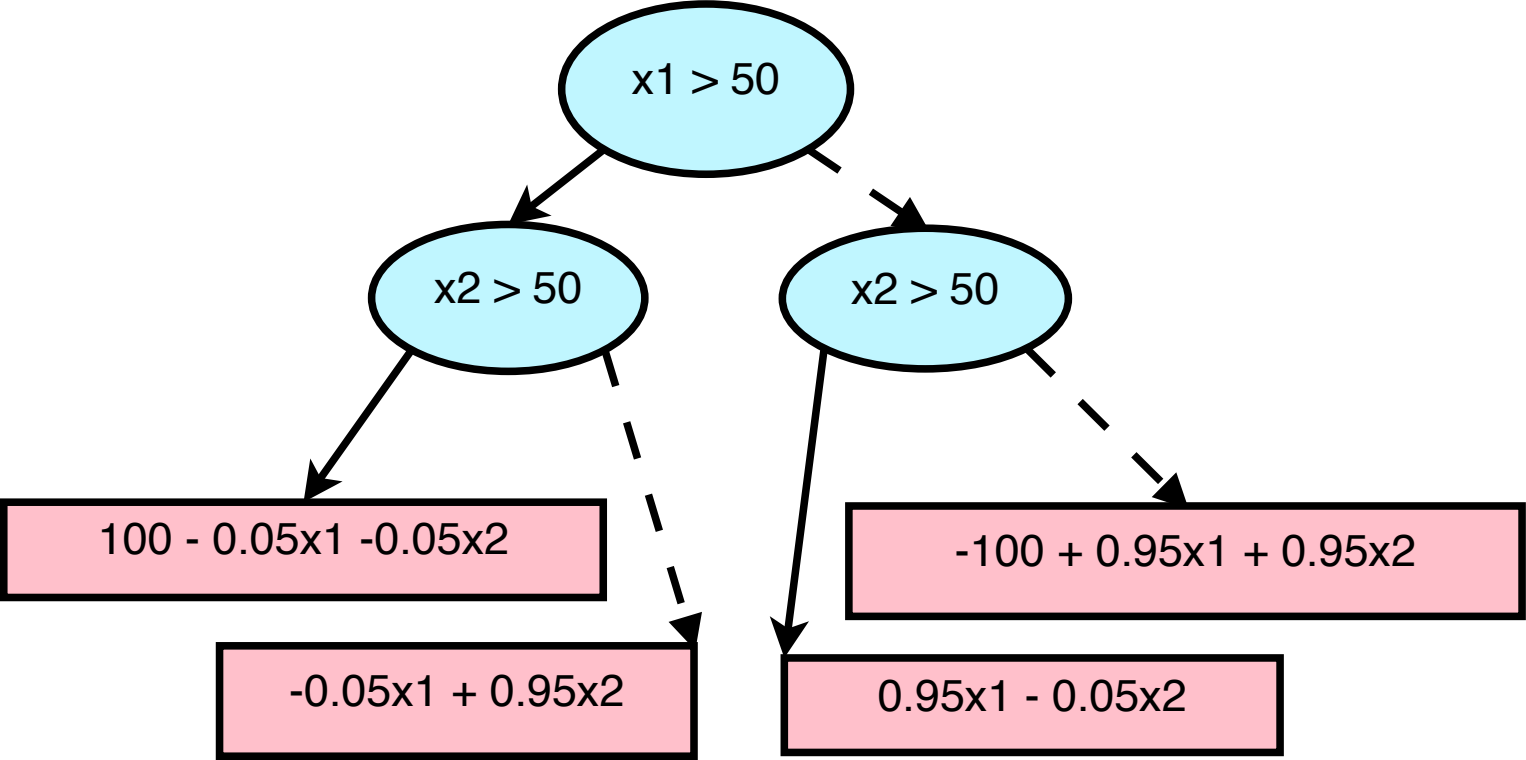 x1 > 50
x2 > 50
x2 > 50
100 - 0.05x1 -0.05x2
-100 + 0.95x1 + 0.95x2
-0.05x1 + 0.95x2
0.95x1 - 0.05x2